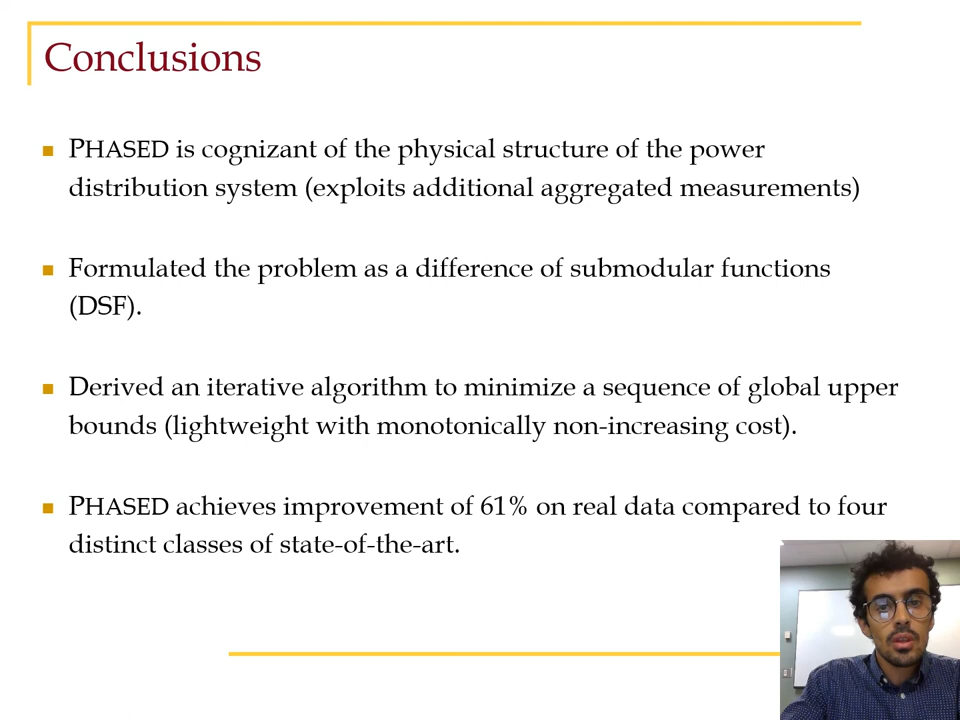 Conclusions
PHASED is cognizant of the physical structure of the power
distribution system (exploits additional aggregated measurements)
Formulated the problem as a difference of submodular functions
(DSF).
Derived an iterative algorithm to minimize a sequence of global upper
bounds (lightweight with monotonically non-increasing cost).
PHASED achieves improvement of 61% on real data compared to four
distinct classes of state-of-the-art.